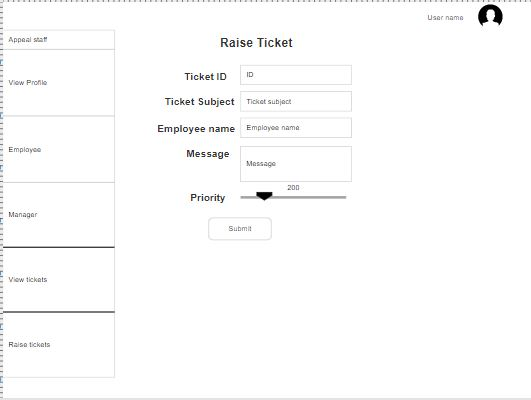 User name
Appeal staff
View Profile
Employee
Manager
View tickets
Raise tickets
Raise Ticket
Ticket ID
ID
Ticket Subject
Ticket subject
Employee name
Employee name
Message
Message
Priority
200
Submit